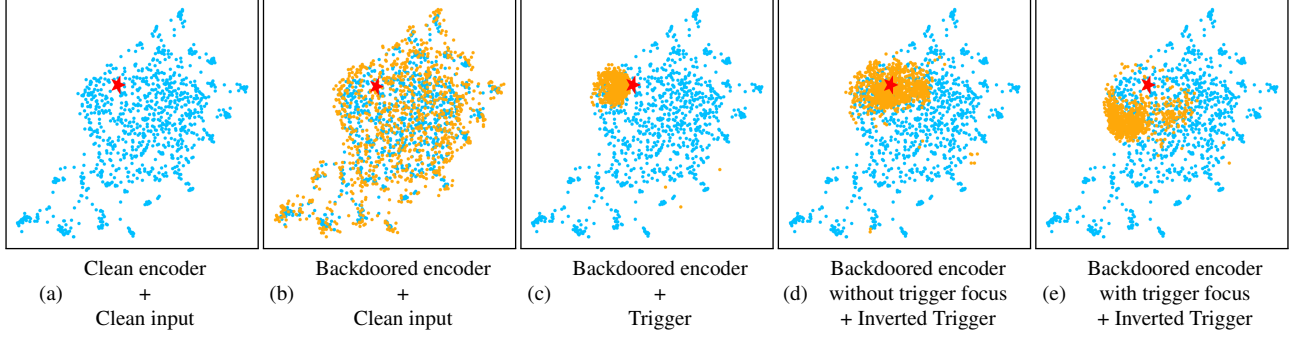 (a) Clean encoder
+
Clean input
(b) Backdoored encoder
+
Clean input
(c) Backdoored encoder
+
Trigger
(d) Backdoored encoder
without trigger focus
+ Inverted Trigger
(e) Backdoored encoder
with trigger focus
+ Inverted Trigger